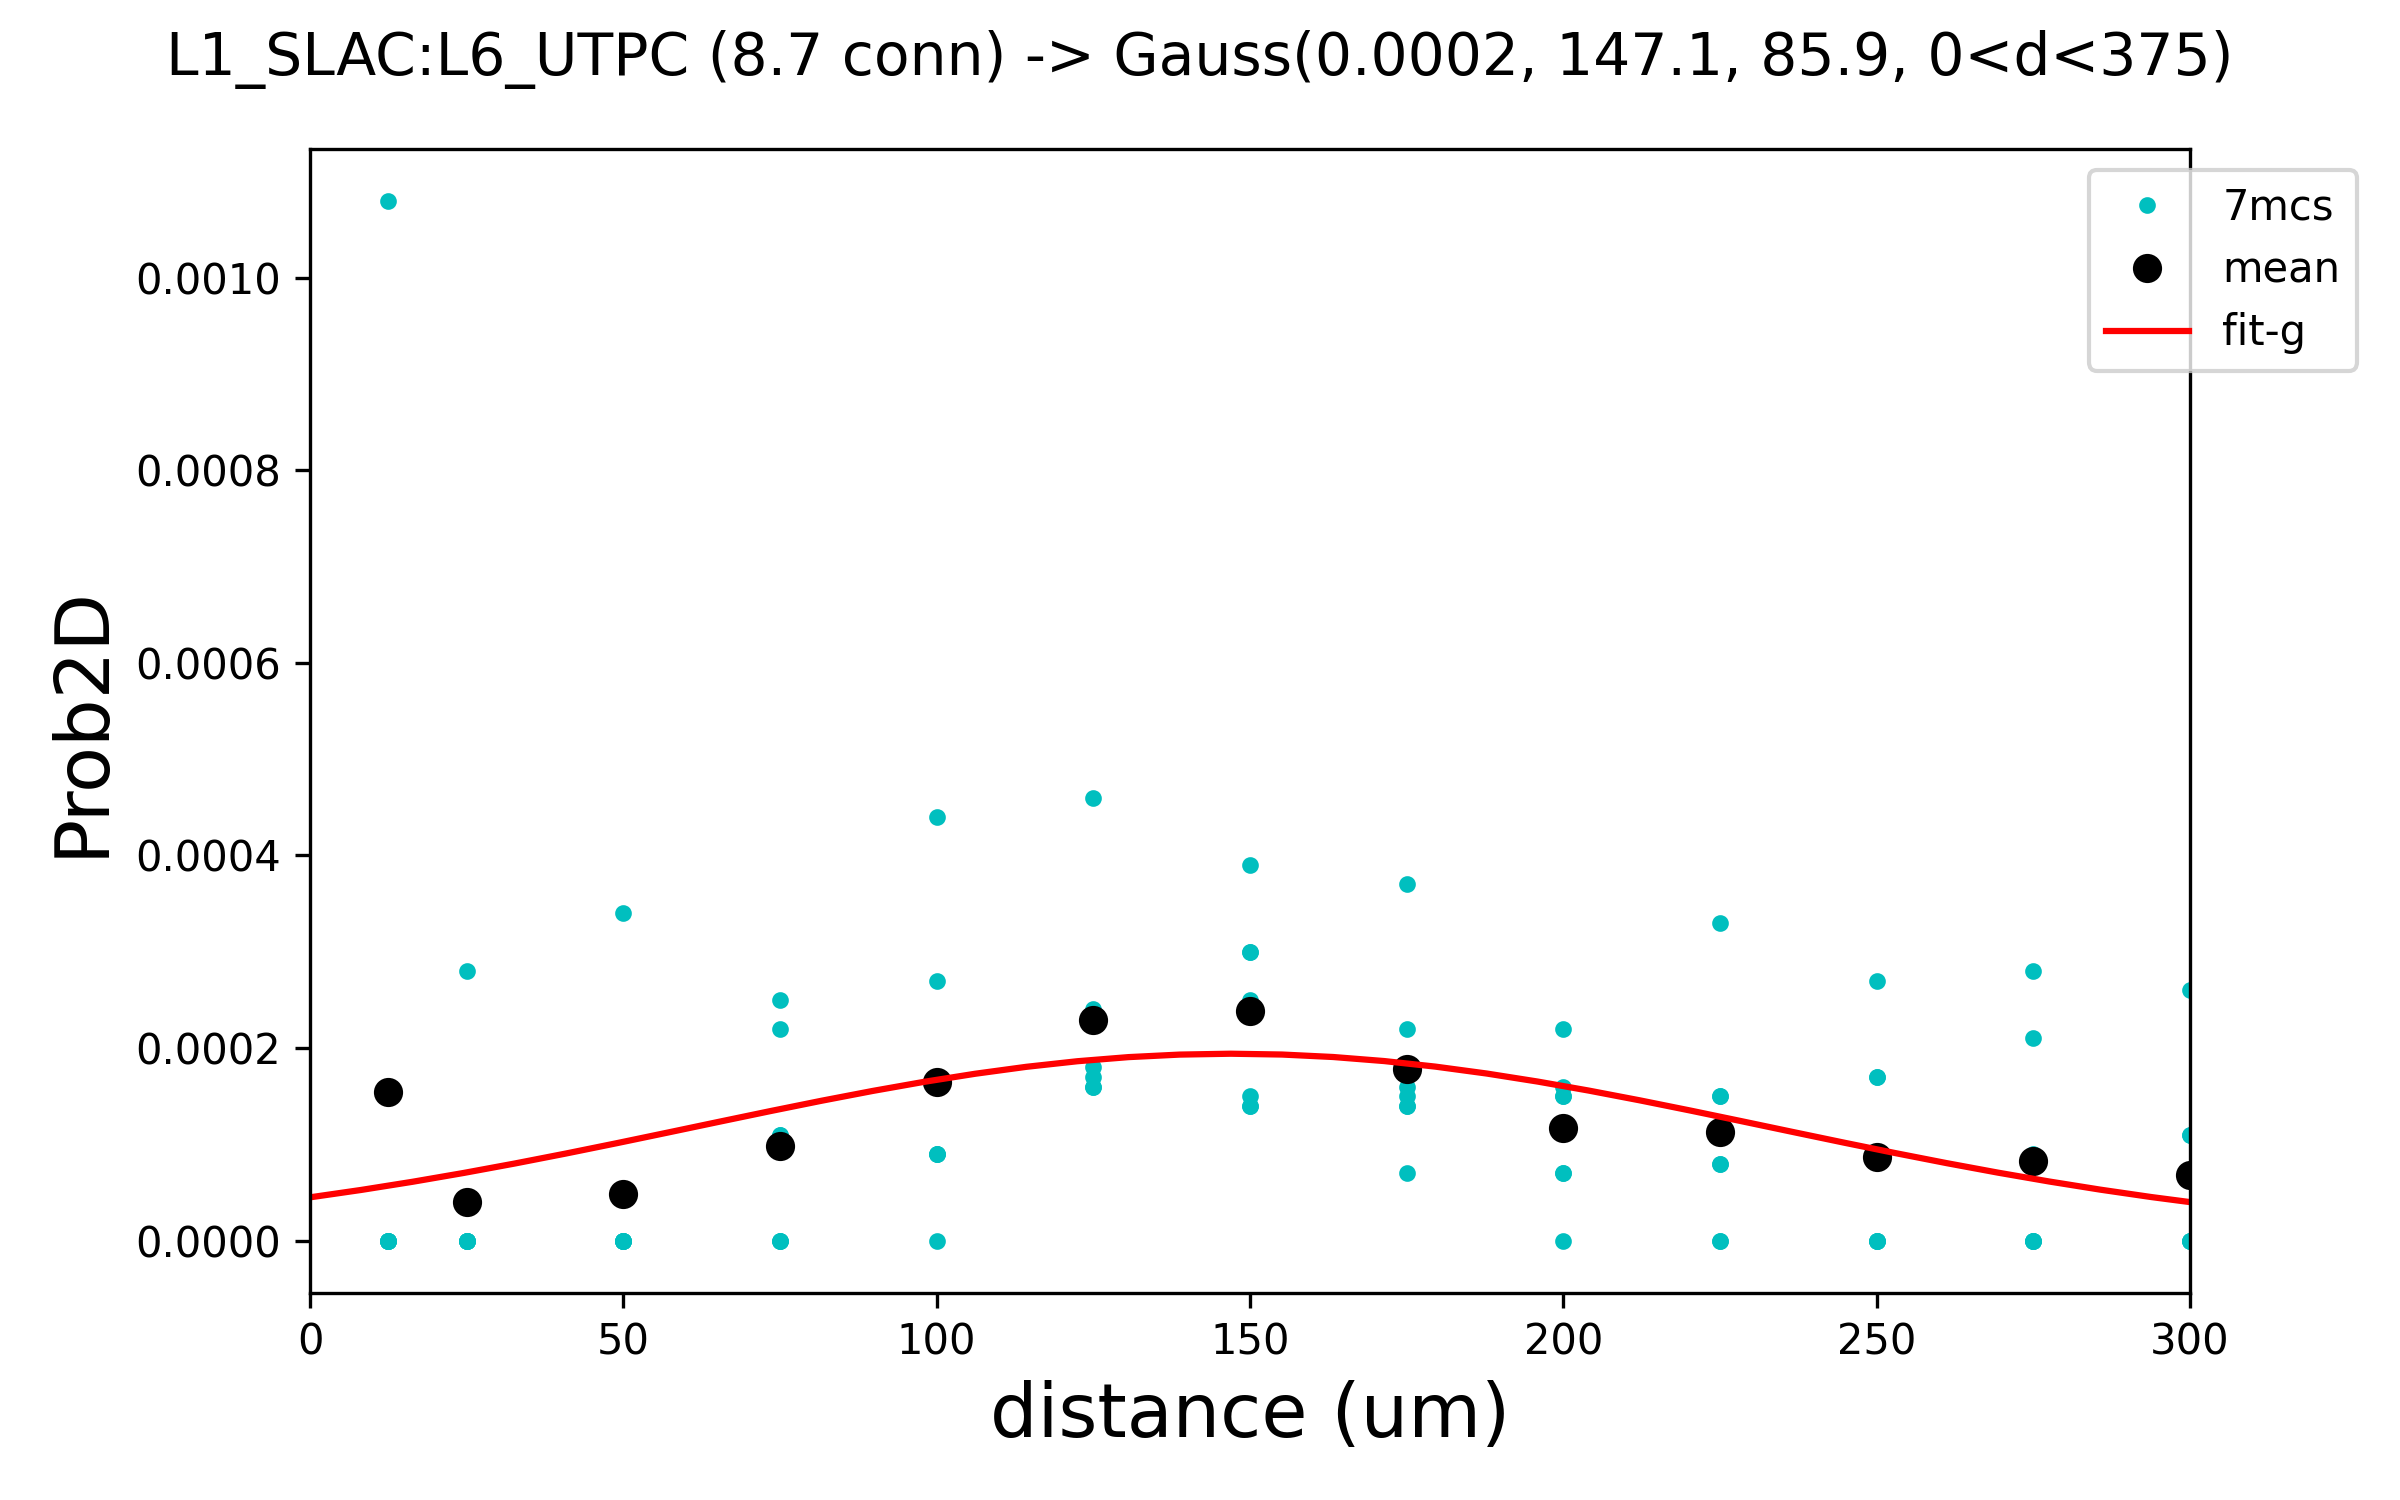 L1_SLAC:L6_UTPC (8.7 conn) -> Gauss(0.0002, 147.1, 85.9, 0<d<375)
7mcs
mean
fit-g
Prob2D
0.0010
0.0008
0.0006
0.0004
0.0002
0.0000
0 50 100 150 200 250 300
distance (um)